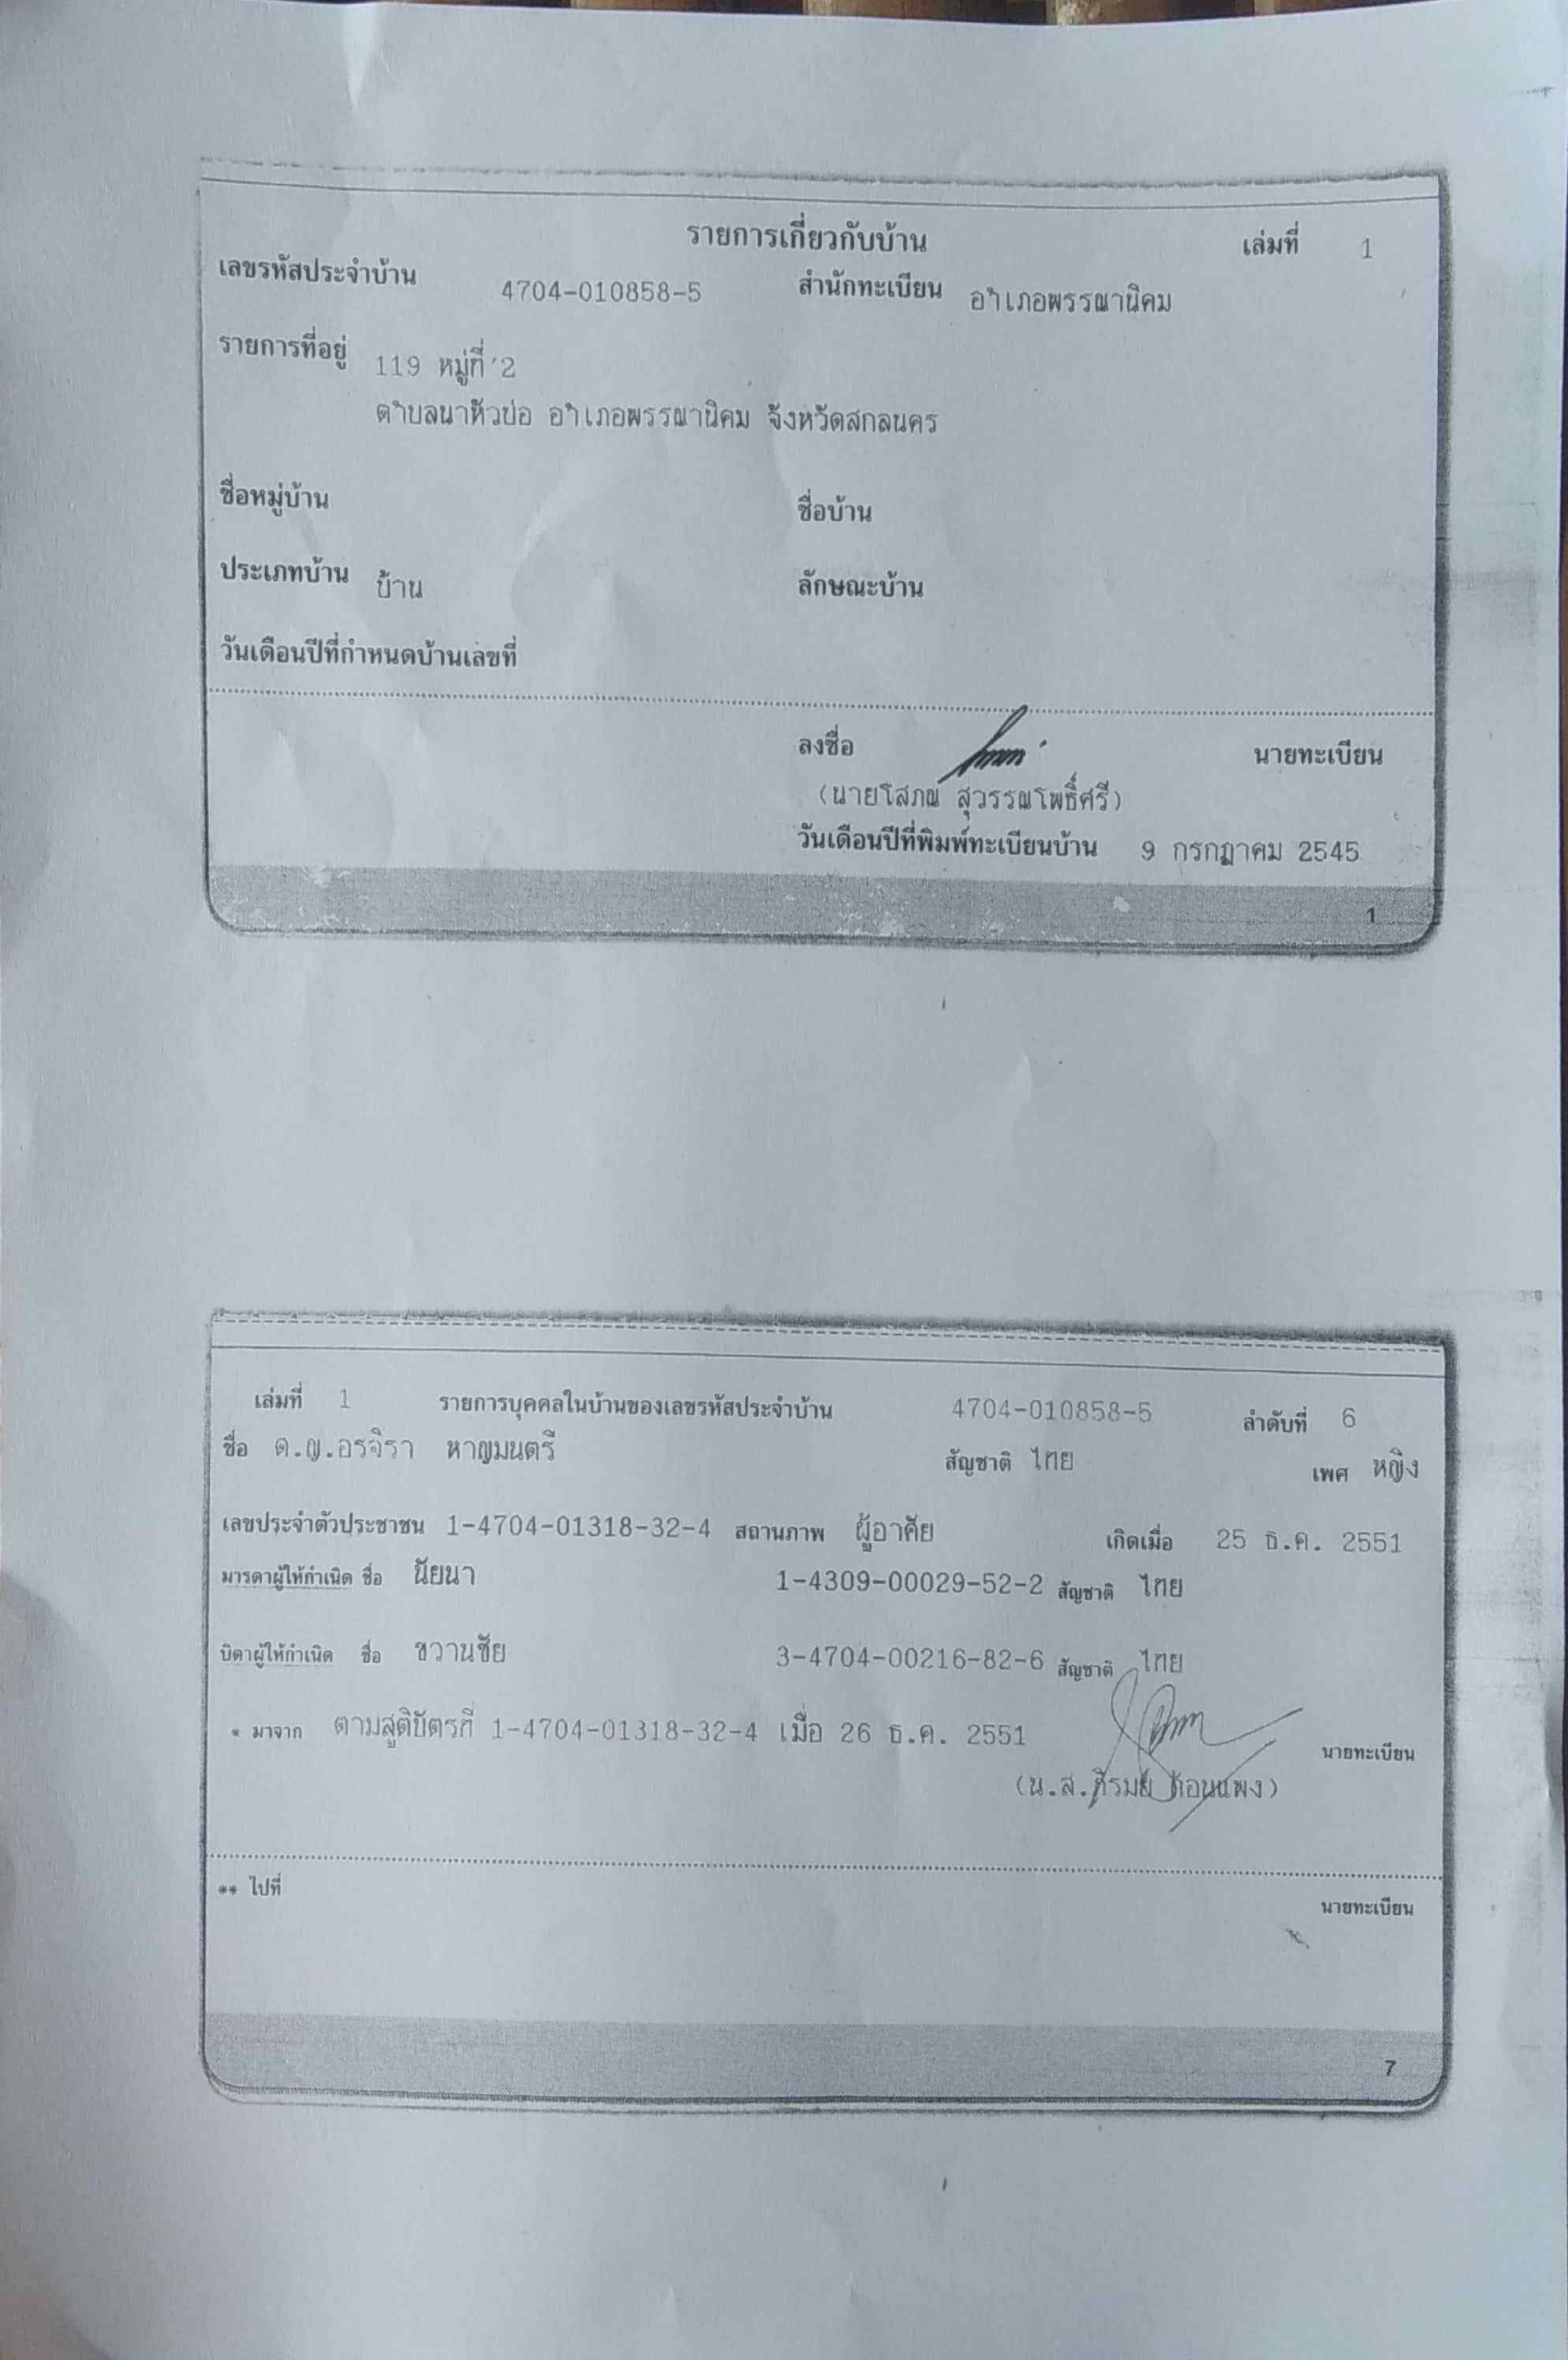 รายการเกี่ยวกับบ้าน เล่มที่ 1
เลขรหัสประจำบ้าน 4704-010858-5 สำนักทะเบียน อำเภอพรรณานิคม
รายการที่อยู่ 119 หมู่ที่ 2
ตำบลนาหัวบ่อ อำเภอพรรณานิคม จังหวัดสกลนคร
ชื่อหมู่บ้าน ชื่อบ้าน
ประเภทบ้าน บ้าน ลักษณะบ้าน
วันเดือนปีที่กำหนดบ้านเลขที่
ลงชื่อ นายทะเบียน
(นายโสภณ สุวรรณโพธิ์ศรี)
วันเดือนปีที่พิมพ์ทะเบียนบ้าน 9 กรกฎาคม 2545
1
เล่มที่ 1 รายการบุคคลในบ้านของเลขรหัสประจำบ้าน 4704-010858-5 ลำดับที่ 6
ชื่อ ด.ญ.อรจิรา หาญมนตรี สัญชาติ ไทย เพศ หญิง
เลขประจำตัวประชาชน 1-4704-01318-32-4 สถานภาพ ผู้อาศัย เกิดเมื่อ 25 ธ.ค. 2551
มารดาผู้ให้กำเนิด ชื่อ นัยนา 1-4309-00029-52-2 สัญชาติ ไทย
บิดาผู้ให้กำเนิด ชื่อ ขวานชัย 3-4704-00216-82-6 สัญชาติ ไทย
* มาจาก ตามสูติบัตรที่ 1-4704-01318-32-4 เมื่อ 26 ธ.ค. 2551
นายทะเบียน
(น.ส.
** ไปที่
นายทะเบียน
7